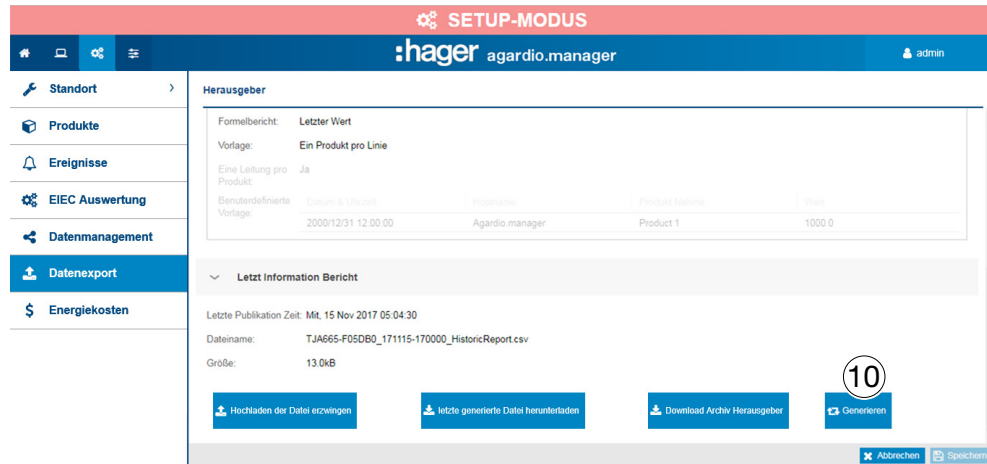 SETUP-MODUS
:hager agardio.manager
admin
Standort
Produkte
Ereignisse
EIEC Auswertung
Datenmanagement
Datenexport
Energiekosten
Herausgeber
Formelbericht: Letzter Wert
Vorlage: Ein Produkt pro Linie
Eine Leitung pro Produkt: Ja
Benuterdefinierte Vorlage:
Datum & Uhrzeit Hostname Produkt Nahme Wert
2000/12/31 12:00:00 Agardio.manager Product 1 1000.0
Letzt Information Bericht
Letzte Publikation Zeit: Mit, 15 Nov 2017 05:04:30
Dateiname: TJA665-F05DB0_171115-170000_HistoricReport.csv
Größe: 13.0kB
10
Hochladen der Datei erzwingen letzte generierte Datei herunterladen Download Archiv Herausgeber Generieren
Abbrechen Speichern